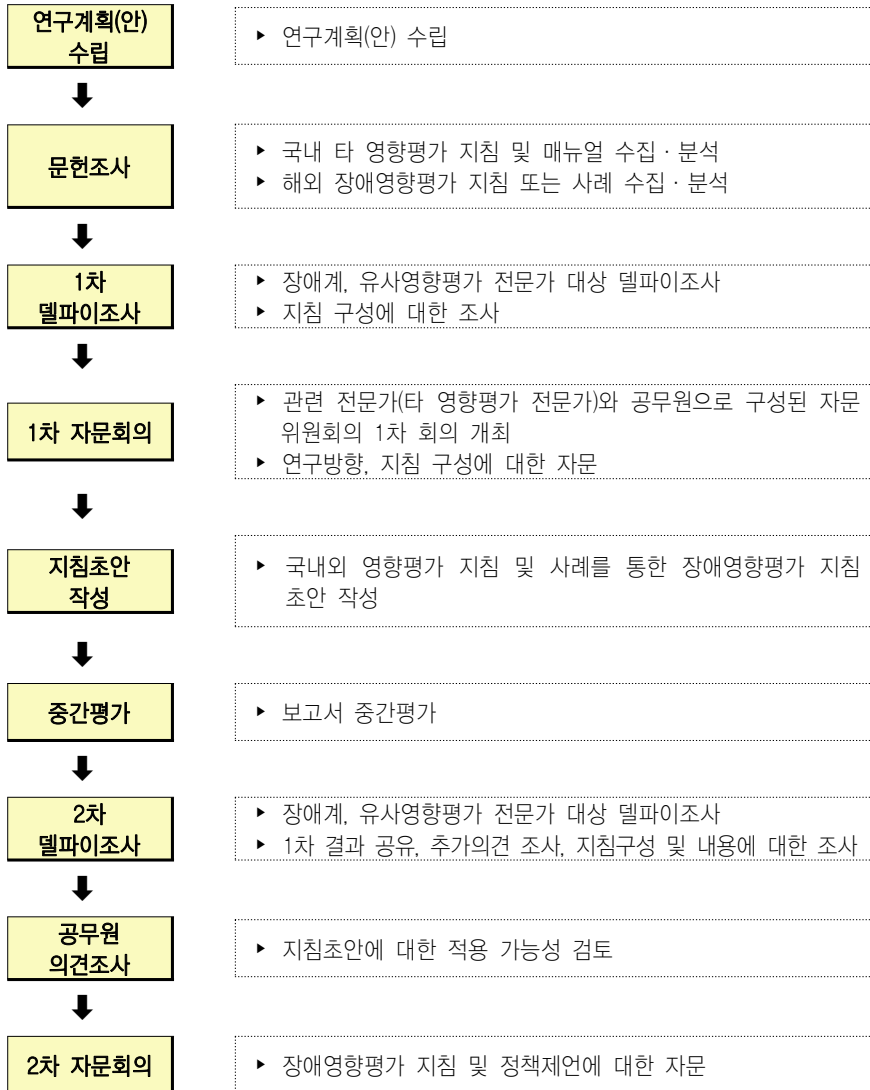 연구계획(안)
수립
▶ 연구계획(안) 수립
문헌조사
▶ 국내 타 영향평가 지침 및 매뉴얼 수집·분석
▶ 해외 장애영향평가 지침 또는 사례 수집·분석
1차
델파이조사
▶ 장애계, 유사영향평가 전문가 대상 델파이조사
▶ 지침 구성에 대한 조사
1차 자문회의
▶ 관련 전문가(타 영향평가 전문가)와 공무원으로 구성된 자문
위원회의 1차 회의 개최
▶ 연구방향, 지침 구성에 대한 자문
지침초안
작성
▶ 국내외 영향평가 지침 및 사례를 통한 장애영향평가 지침
초안 작성
중간평가
▶ 보고서 중간평가
2차
델파이조사
▶ 장애계, 유사영향평가 전문가 대상 델파이조사
▶ 1차 결과 공유, 추가의견 조사, 지침구성 및 내용에 대한 조사
공무원
의견조사
▶ 지침초안에 대한 적용 가능성 검토
2차 자문회의
▶ 장애영향평가 지침 및 정책제언에 대한 자문